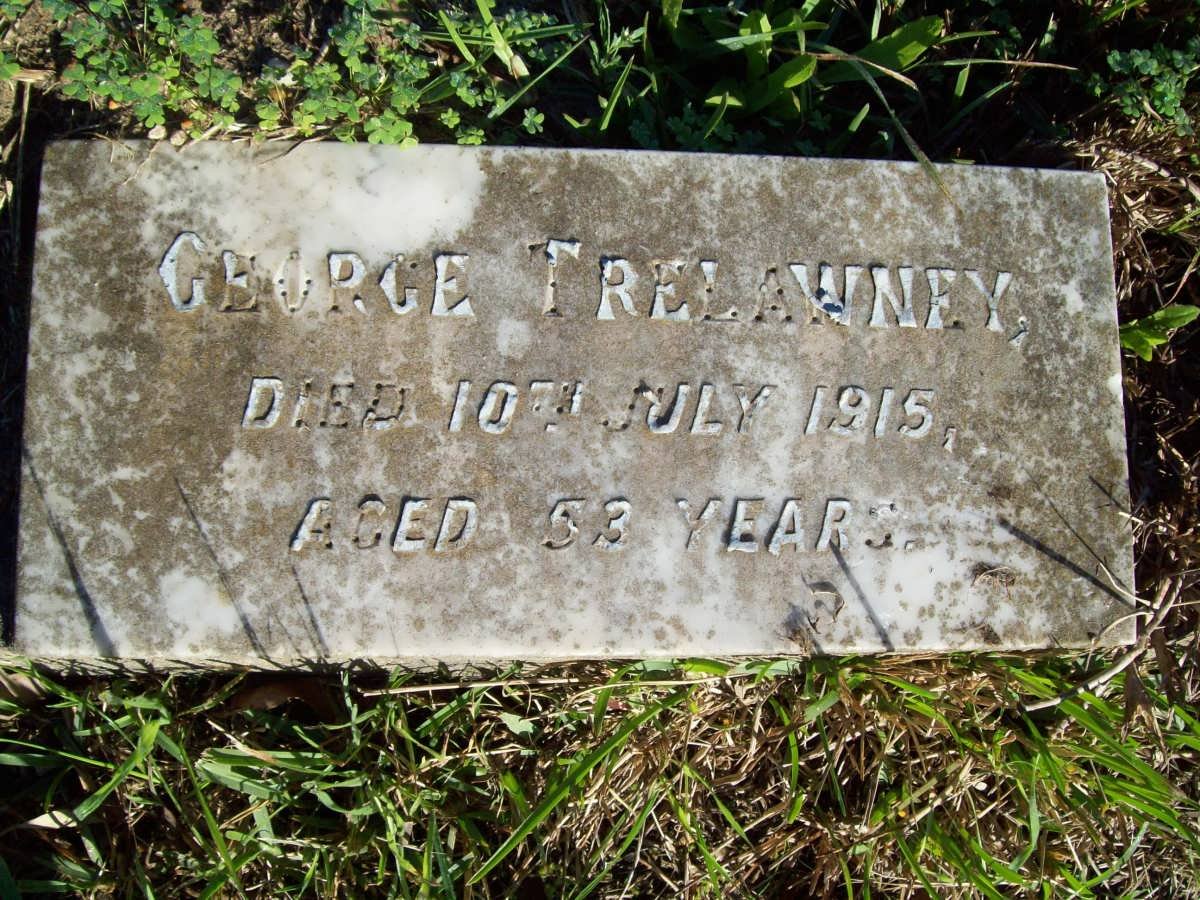 GEORGE TRELAWNEY,
DIED 10TH JULY 1915,
AGED 53 YEARS.